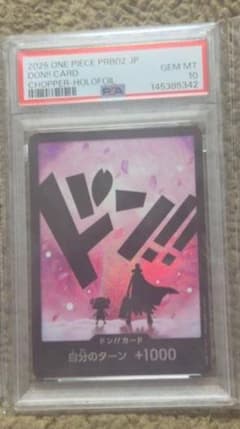 2025 ONE PIECE PRB02 JP
DON!! CARD
GEM MT
CHOPPER-HOLOFOIL
10
PSA
145385342
ドン!!
ドン!!カード
自分のターン +1000